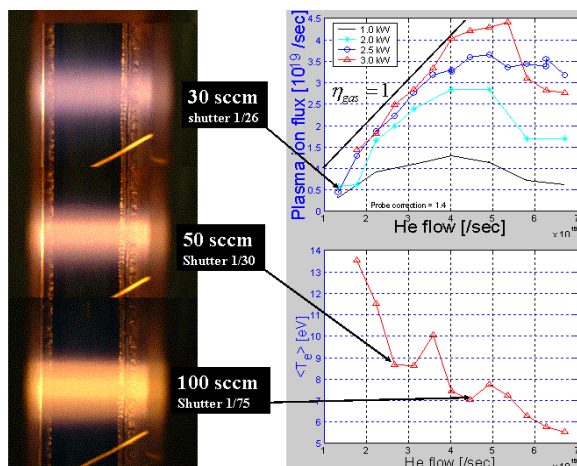 30 sccm
shutter 1/26
50 sccm
Shutter 1/30
100 sccm
Shutter 1/75
Plasma ion flux [10¹⁹ /sec]
4.5
4
3.5
3
2.5
2
1.5
1
0.5
0
1.0 kW
2.0 kW
2.5 kW
3.0 kW
η_gas=1
Probe correction = 1.4
1 2 3 4 5 6
He flow [/sec]
<T_e> [eV]
14
13
12
11
10
9
8
7
6
5
1 2 3 4 5 6
He flow [/sec]